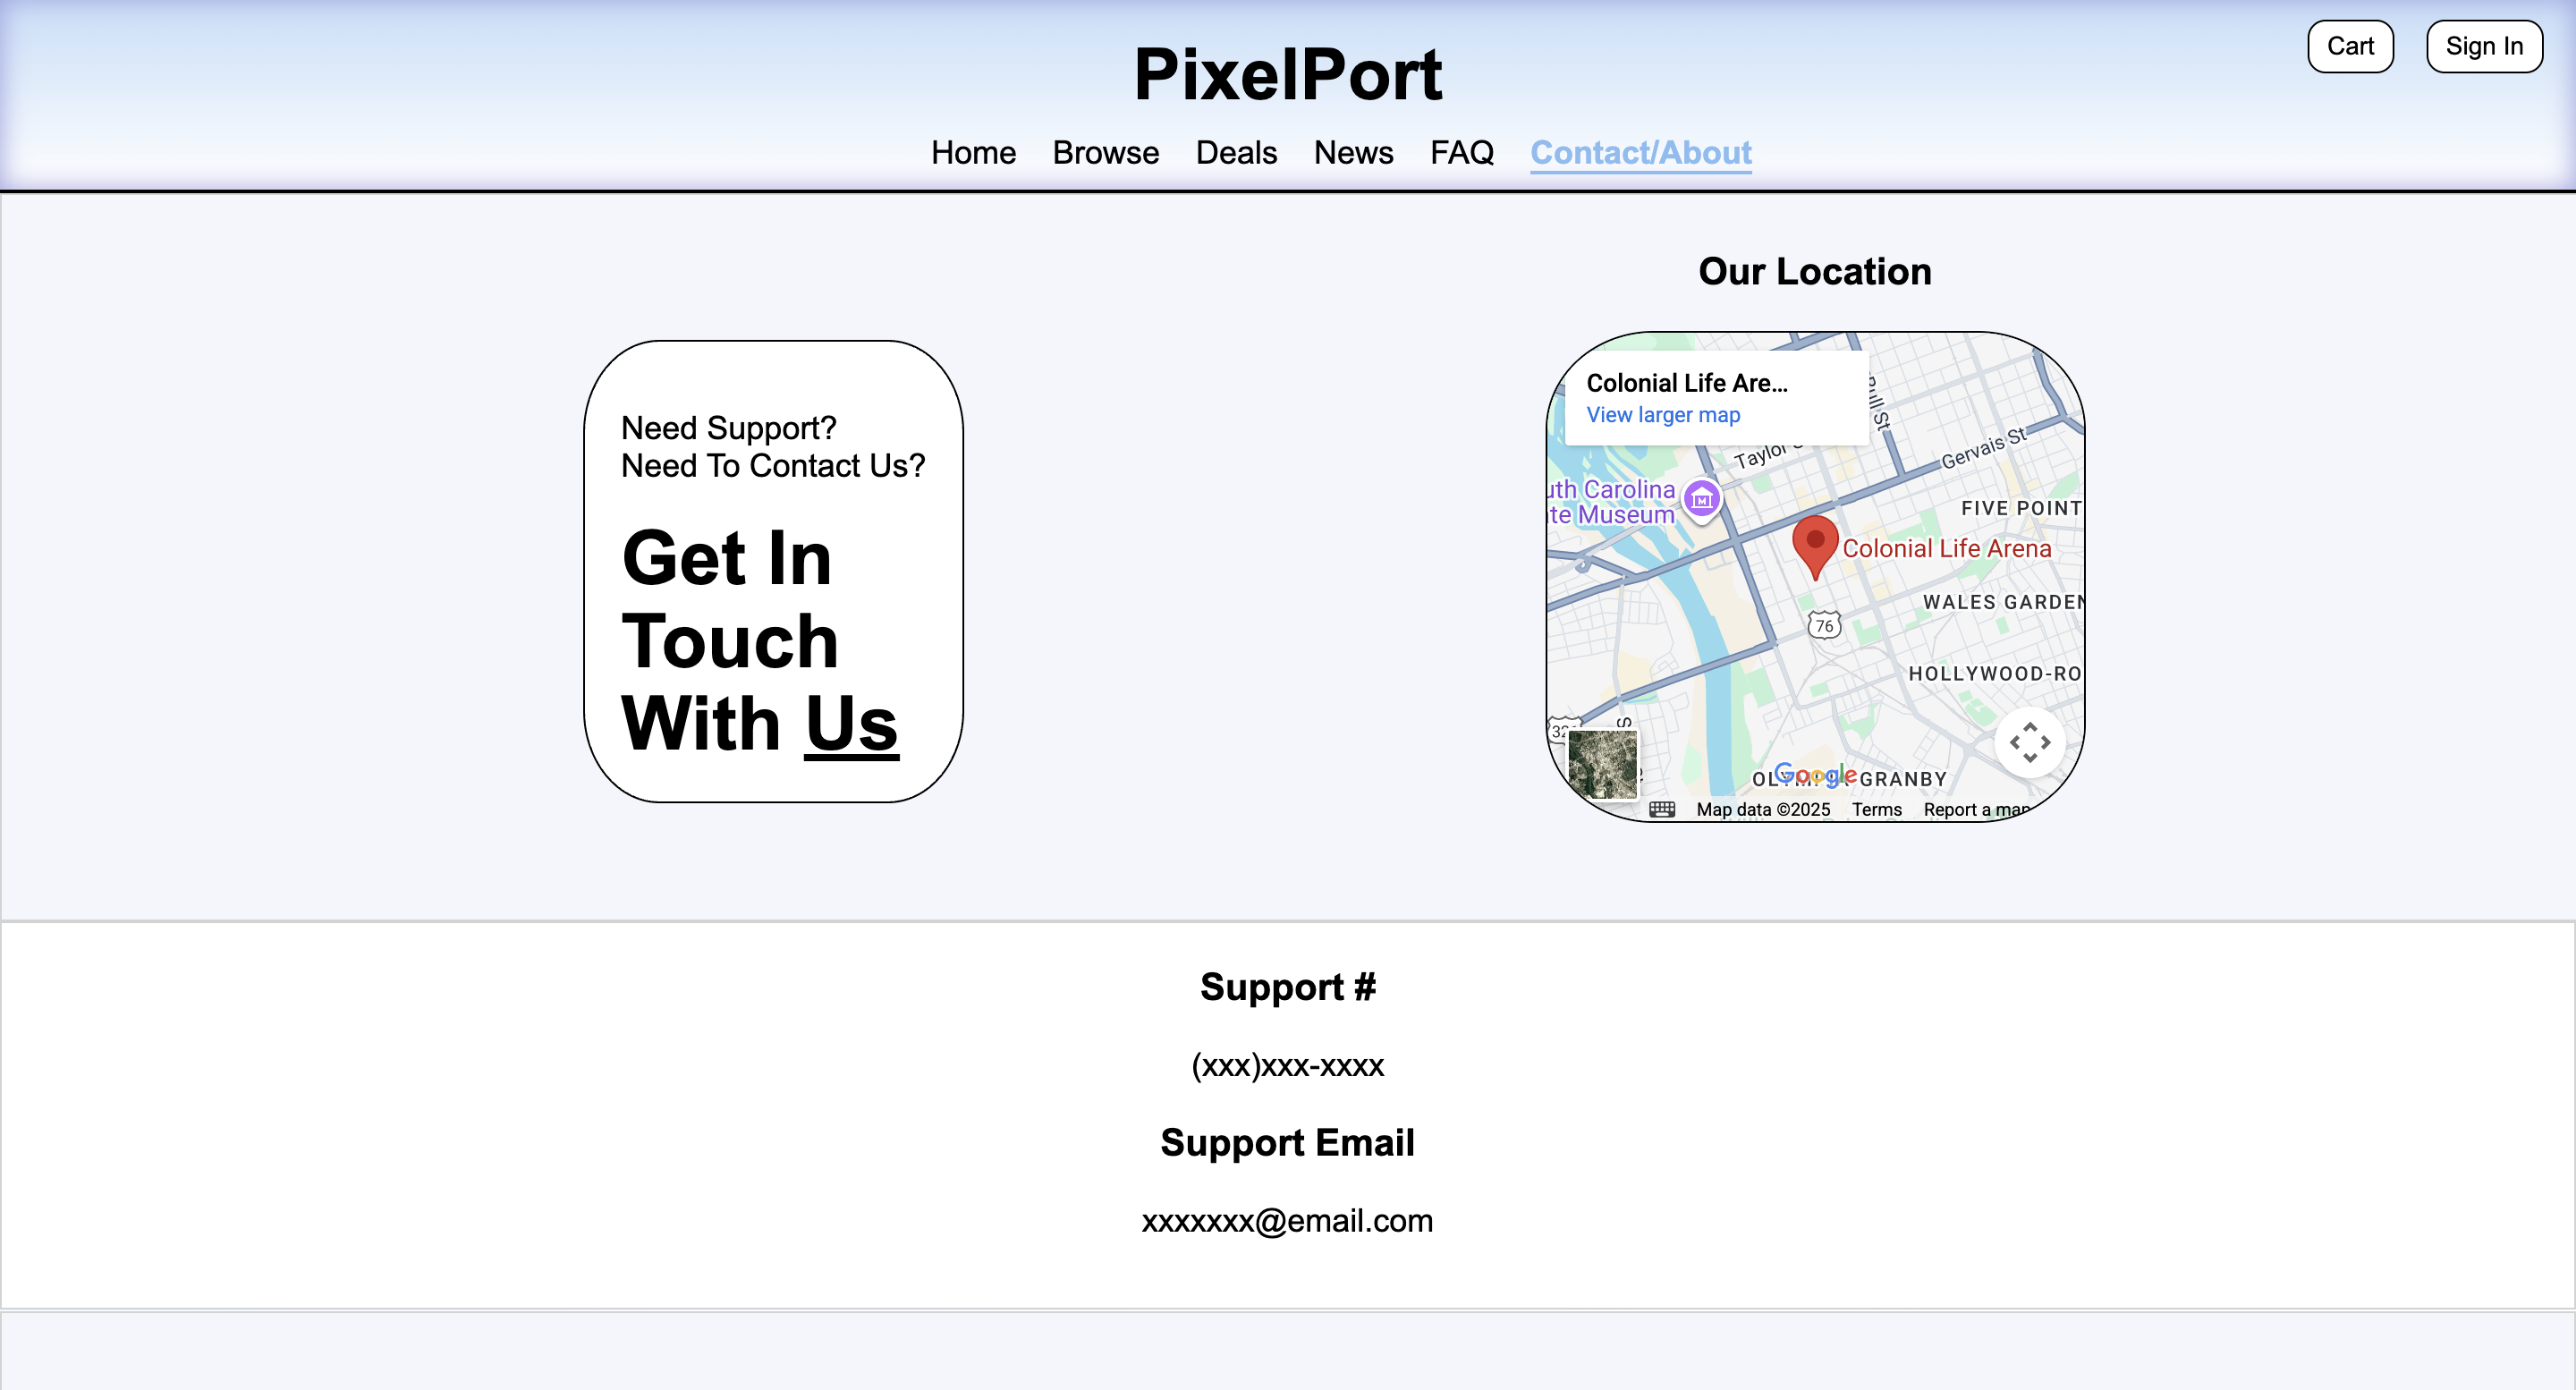 PixelPort
Cart
Sign In
Home
Browse
Deals
News
FAQ
Contact/About
Our Location
Need Support?
Need To Contact Us?
Get In
Touch
With Us
Colonial Life Are...
View larger map
Bull St
Taylor
Gervais St
uth Carolina
te Museum
FIVE POINT
Colonial Life Arena
WALES GARDEN
76
HOLLYWOOD-RO
S
Google
GRANBY
Map data ©2025
Terms
Report a map
Support #
(xxx)xxx-xxxx
Support Email
xxxxxxx@email.com